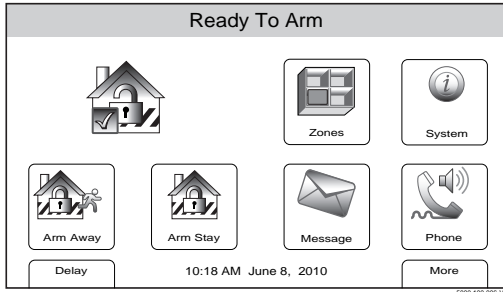 Ready To Arm
Zones
System
Arm Away
Arm Stay
Message
Phone
Delay
10:18 AM June 8, 2010
More